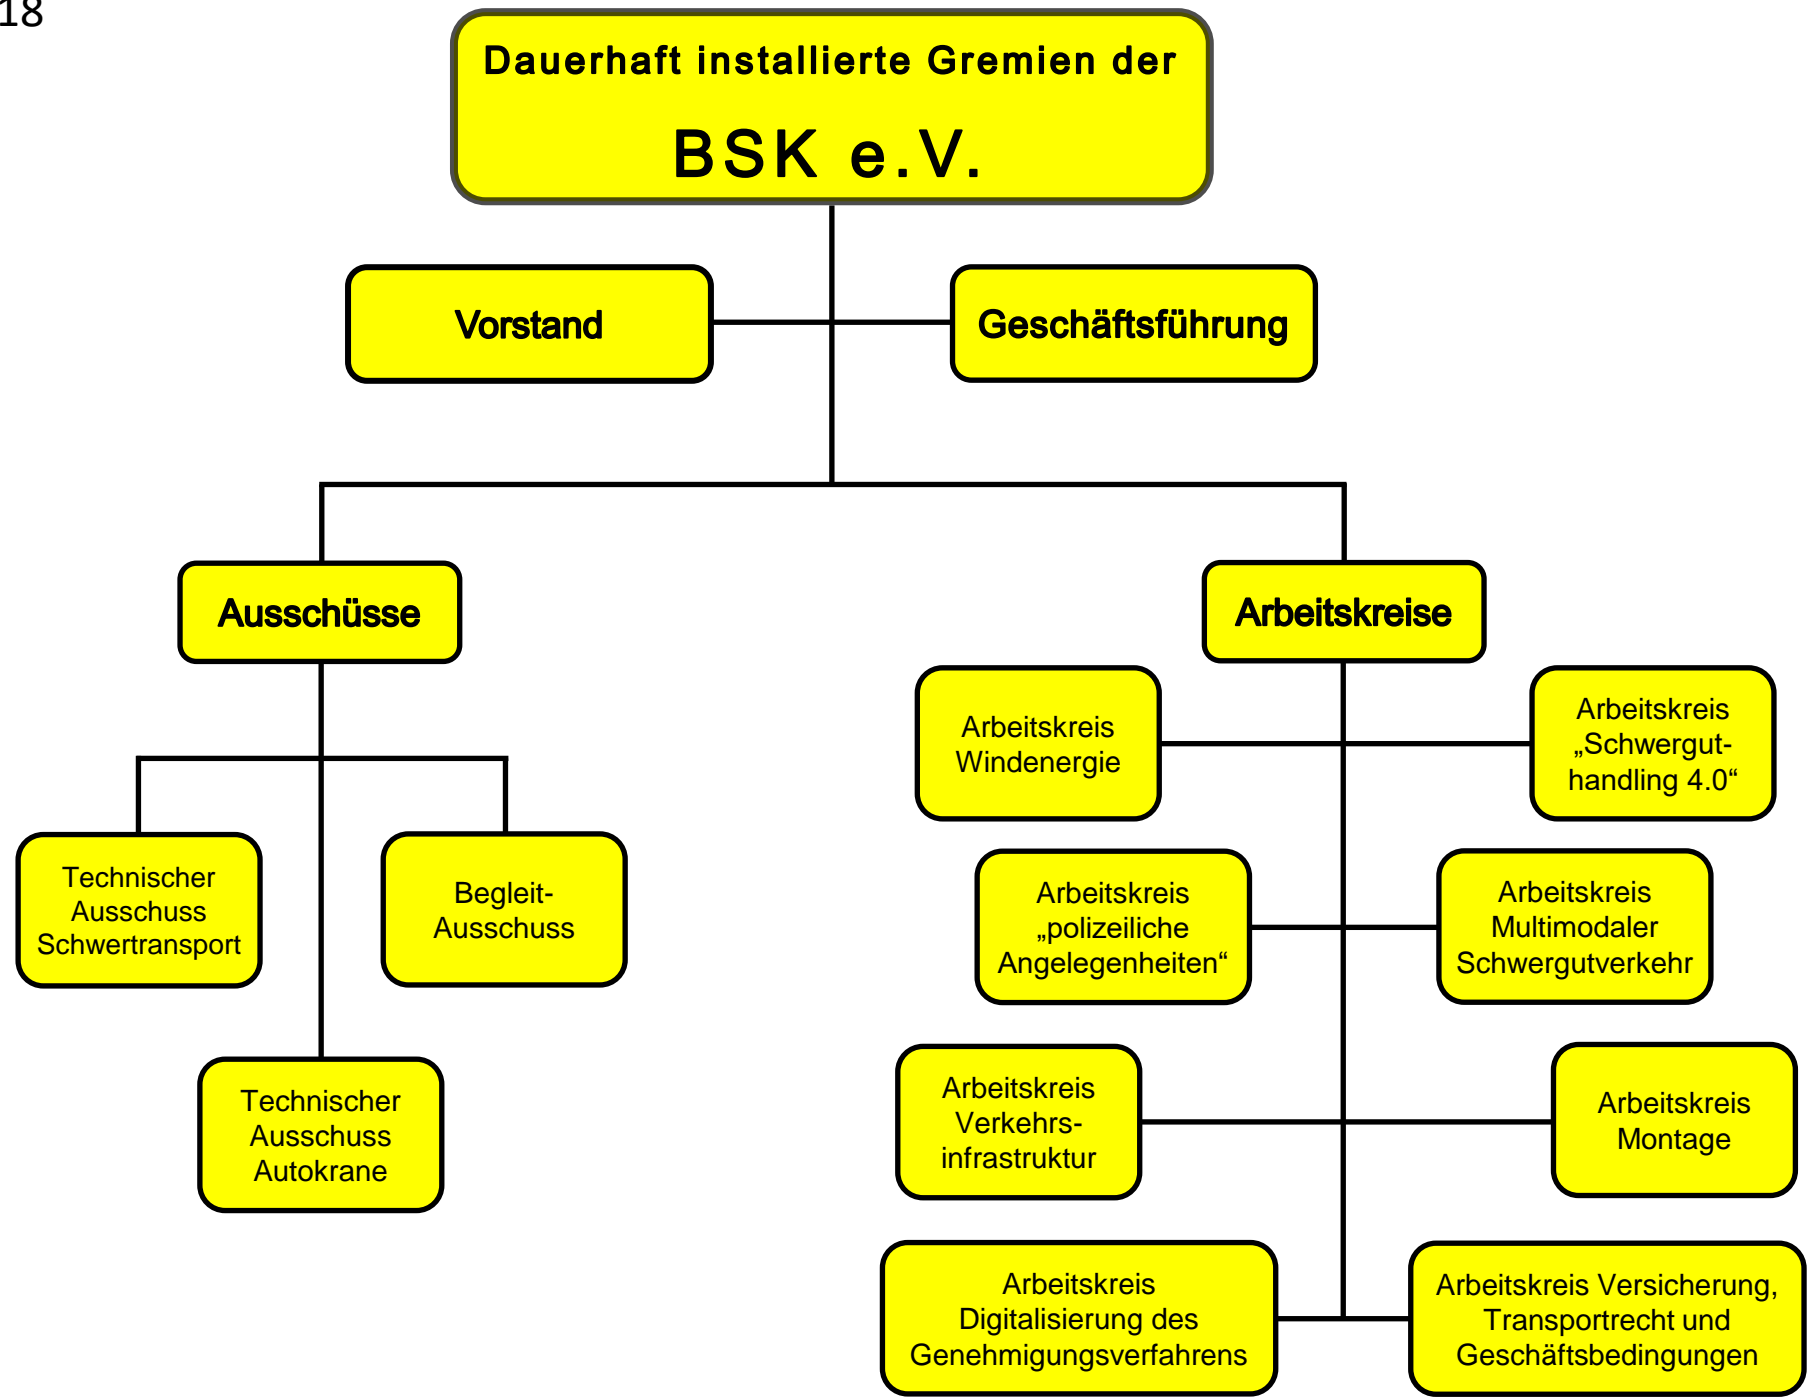 18
Dauerhaft installierte Gremien der
BSK e.V.
Vorstand
Geschäftsführung
Ausschüsse
Arbeitskreise
Technischer
Ausschuss
Schwertransport
Begleit-
Ausschuss
Technischer
Ausschuss
Autokrane
Arbeitskreis
Windenergie
Arbeitskreis
„Schwergut-
handling 4.0“
Arbeitskreis
„polizeiliche
Angelegenheiten“
Arbeitskreis
Multimodaler
Schwergutverkehr
Arbeitskreis
Verkehrs-
infrastruktur
Arbeitskreis
Montage
Arbeitskreis
Digitalisierung des
Genehmigungsverfahrens
Arbeitskreis Versicherung,
Transportrecht und
Geschäftsbedingungen